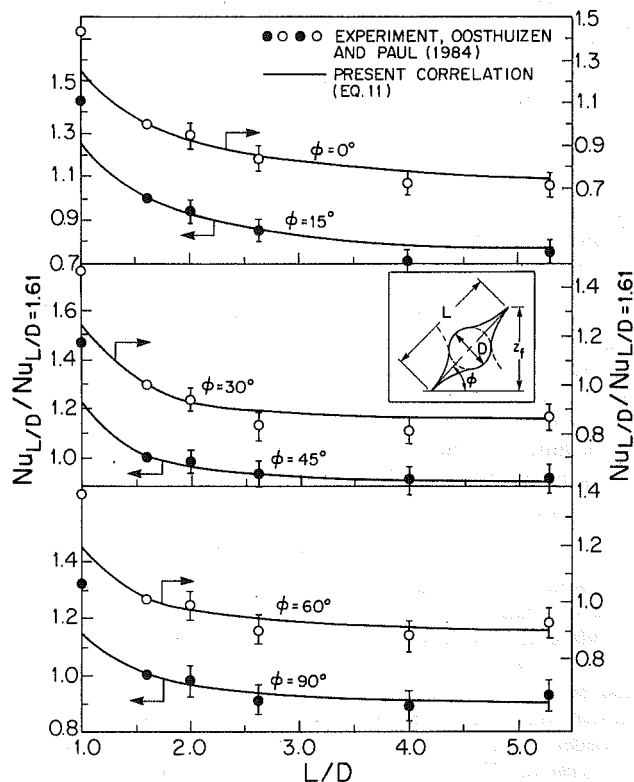 EXPERIMENT, OOSTHUIZEN
AND PAUL (1984)
PRESENT CORRELATION
(EQ. 11)
1.5
1.3
1.1
0.9
0.7
1.5
1.3
1.1
0.9
0.7
ϕ=0°
ϕ=15°
Nu_L/D / Nu_L/D=1.61
1.6
1.4
1.2
1.0
1.4
1.2
1.0
0.8
ϕ=30°
ϕ=45°
L
D
ϕ
z_f
Nu_L/D / Nu_L/D=1.61
1.4
1.2
1.0
0.8
1.4
1.2
1.0
0.8
ϕ=60°
ϕ=90°
1.0
2.0
3.0
4.0
5.0
L/D